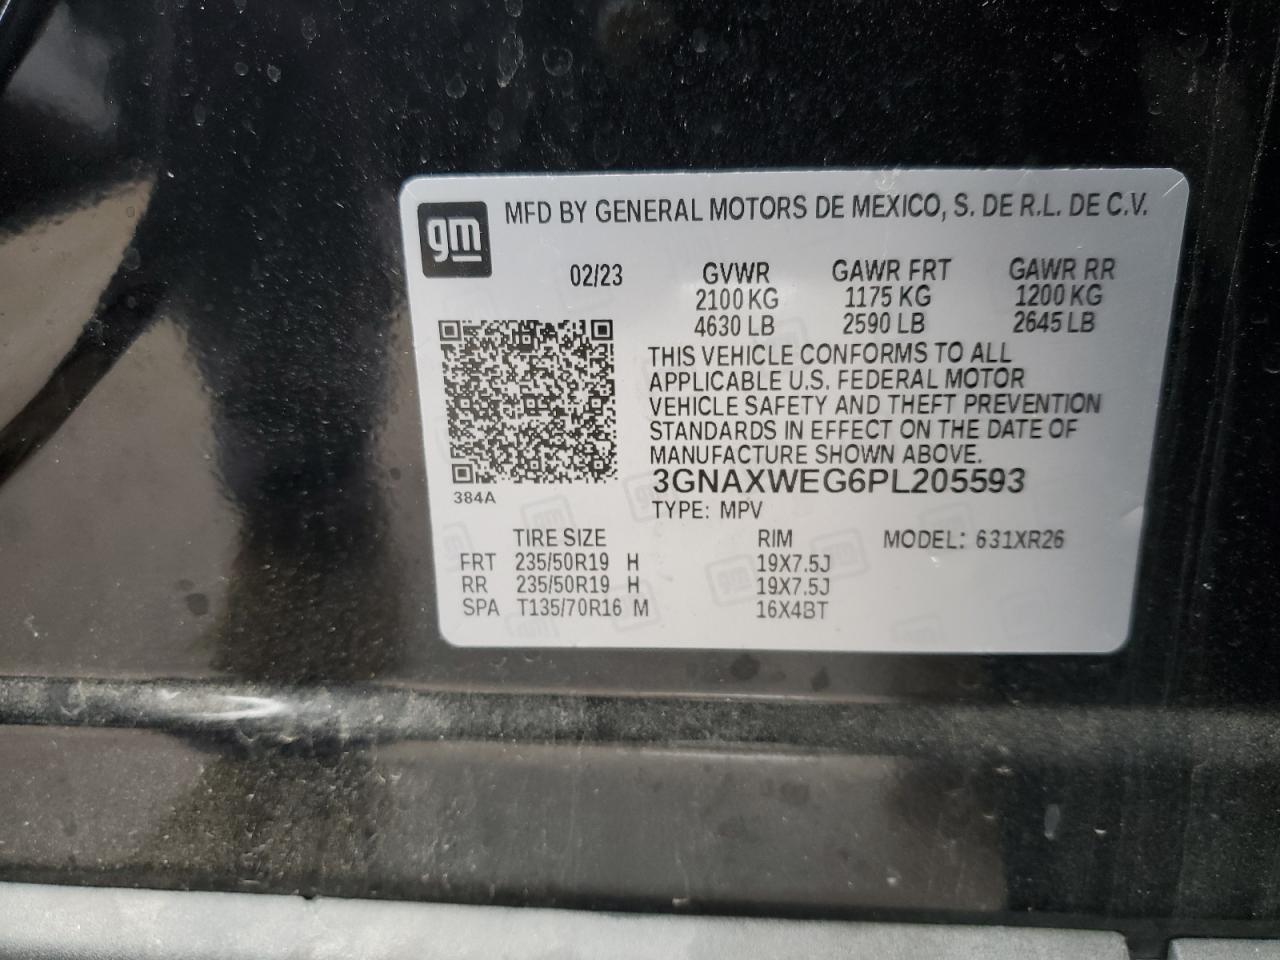 gm
MFD BY GENERAL MOTORS DE MEXICO, S. DE R.L. DE C.V.
02/23 GVWR GAWR FRT GAWR RR
2100 KG 1175 KG 1200 KG
4630 LB 2590 LB 2645 LB
THIS VEHICLE CONFORMS TO ALL
APPLICABLE U.S. FEDERAL MOTOR
VEHICLE SAFETY AND THEFT PREVENTION
STANDARDS IN EFFECT ON THE DATE OF
MANUFACTURE SHOWN ABOVE.
3GNAXWEG6PL205593
384A
TYPE: MPV
TIRE SIZE RIM MODEL: 631XR26
FRT 235/50R19 H 19X7.5J
RR 235/50R19 H 19X7.5J
SPA T135/70R16 M 16X4BT